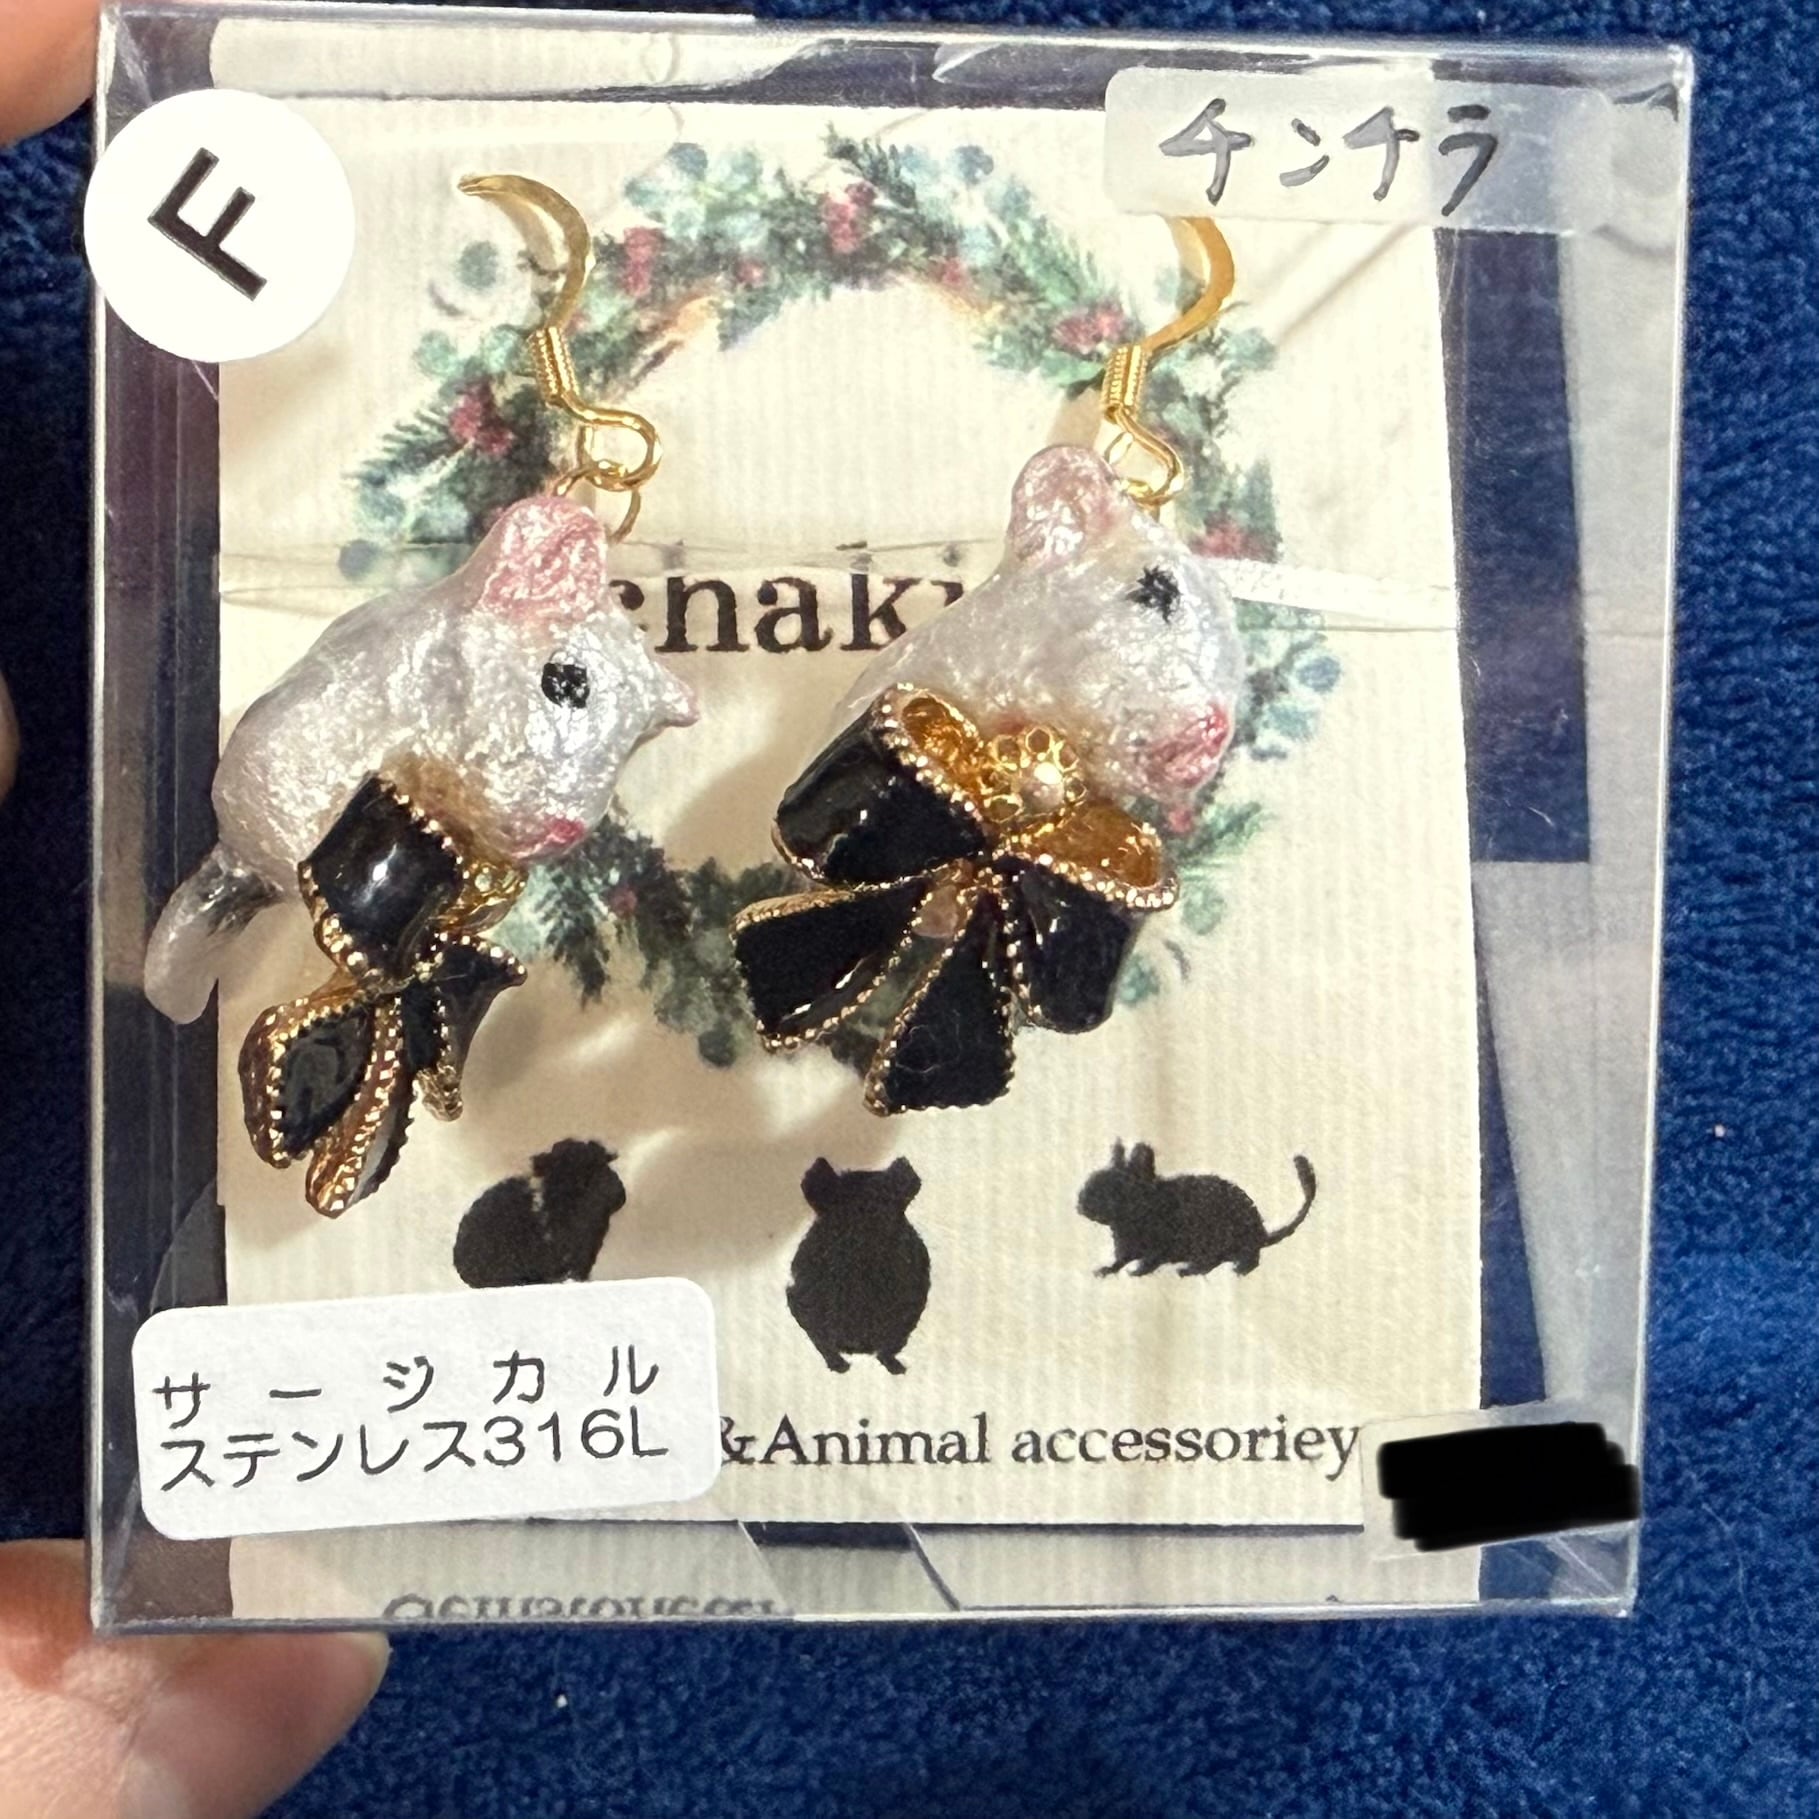 F
チンチラ
サージカル
ステンレス316L
&Animal accessoriey